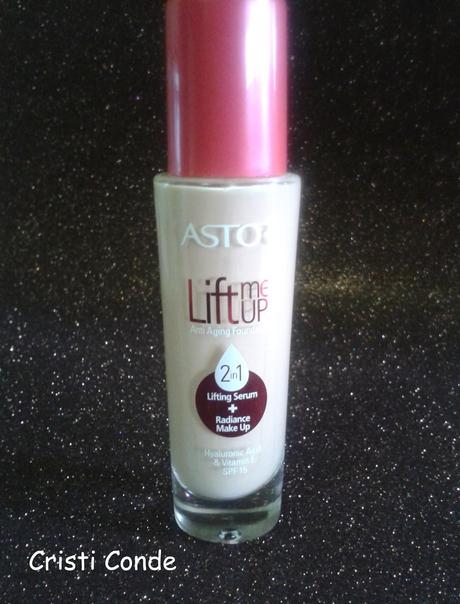 ASTOR
Lift me UP
Anti Aging Foundation
2in1
Lifting Serum
+
Radiance
Make Up
Hyaluronic Acid
& Vitamin E
SPF 15
Cristi Conde